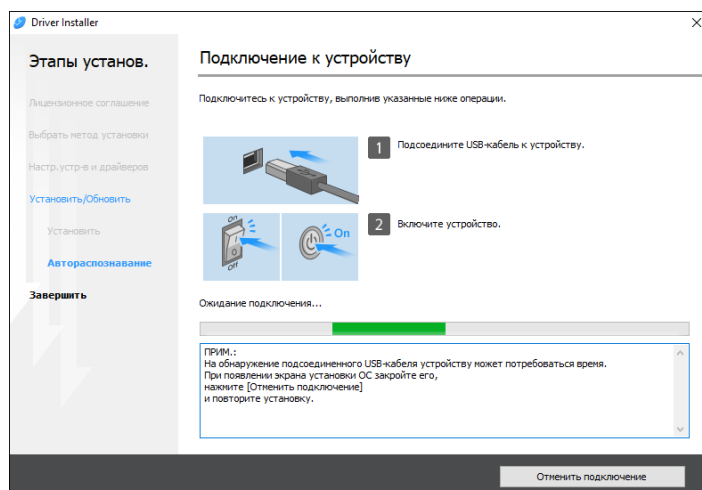 Driver Installer
Этапы установ.
Лицензионное соглашение
Выбрать метод установки
Настр.устр-в и драйверов
Установить/Обновить
Установить
Автораспознавание
Завершить
Подключение к устройству
Подключитесь к устройству, выполнив указанные ниже операции.
1 Подсоедините USB-кабель к устройству.
On
Off
On
2 Включите устройство.
Ожидание подключения...
ПРИМ.:
На обнаружение подсоединенного USB-кабеля устройству может потребоваться время.
При появлении экрана установки ОС закройте его,
нажмите [Отменить подключение]
и повторите установку.
Отменить подключение